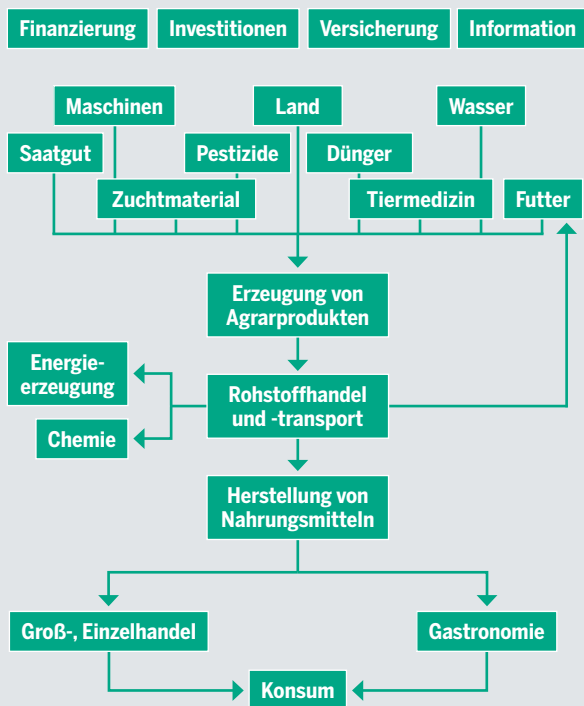 Finanzierung
Investitionen
Versicherung
Information
Maschinen
Land
Wasser
Saatgut
Pestizide
Dünger
Zuchtmaterial
Tiermedizin
Futter
Erzeugung von
Agrarprodukten
Energie-
erzeugung
Rohstoffhandel
und -transport
Chemie
Herstellung von
Nahrungsmitteln
Groß-, Einzelhandel
Gastronomie
Konsum